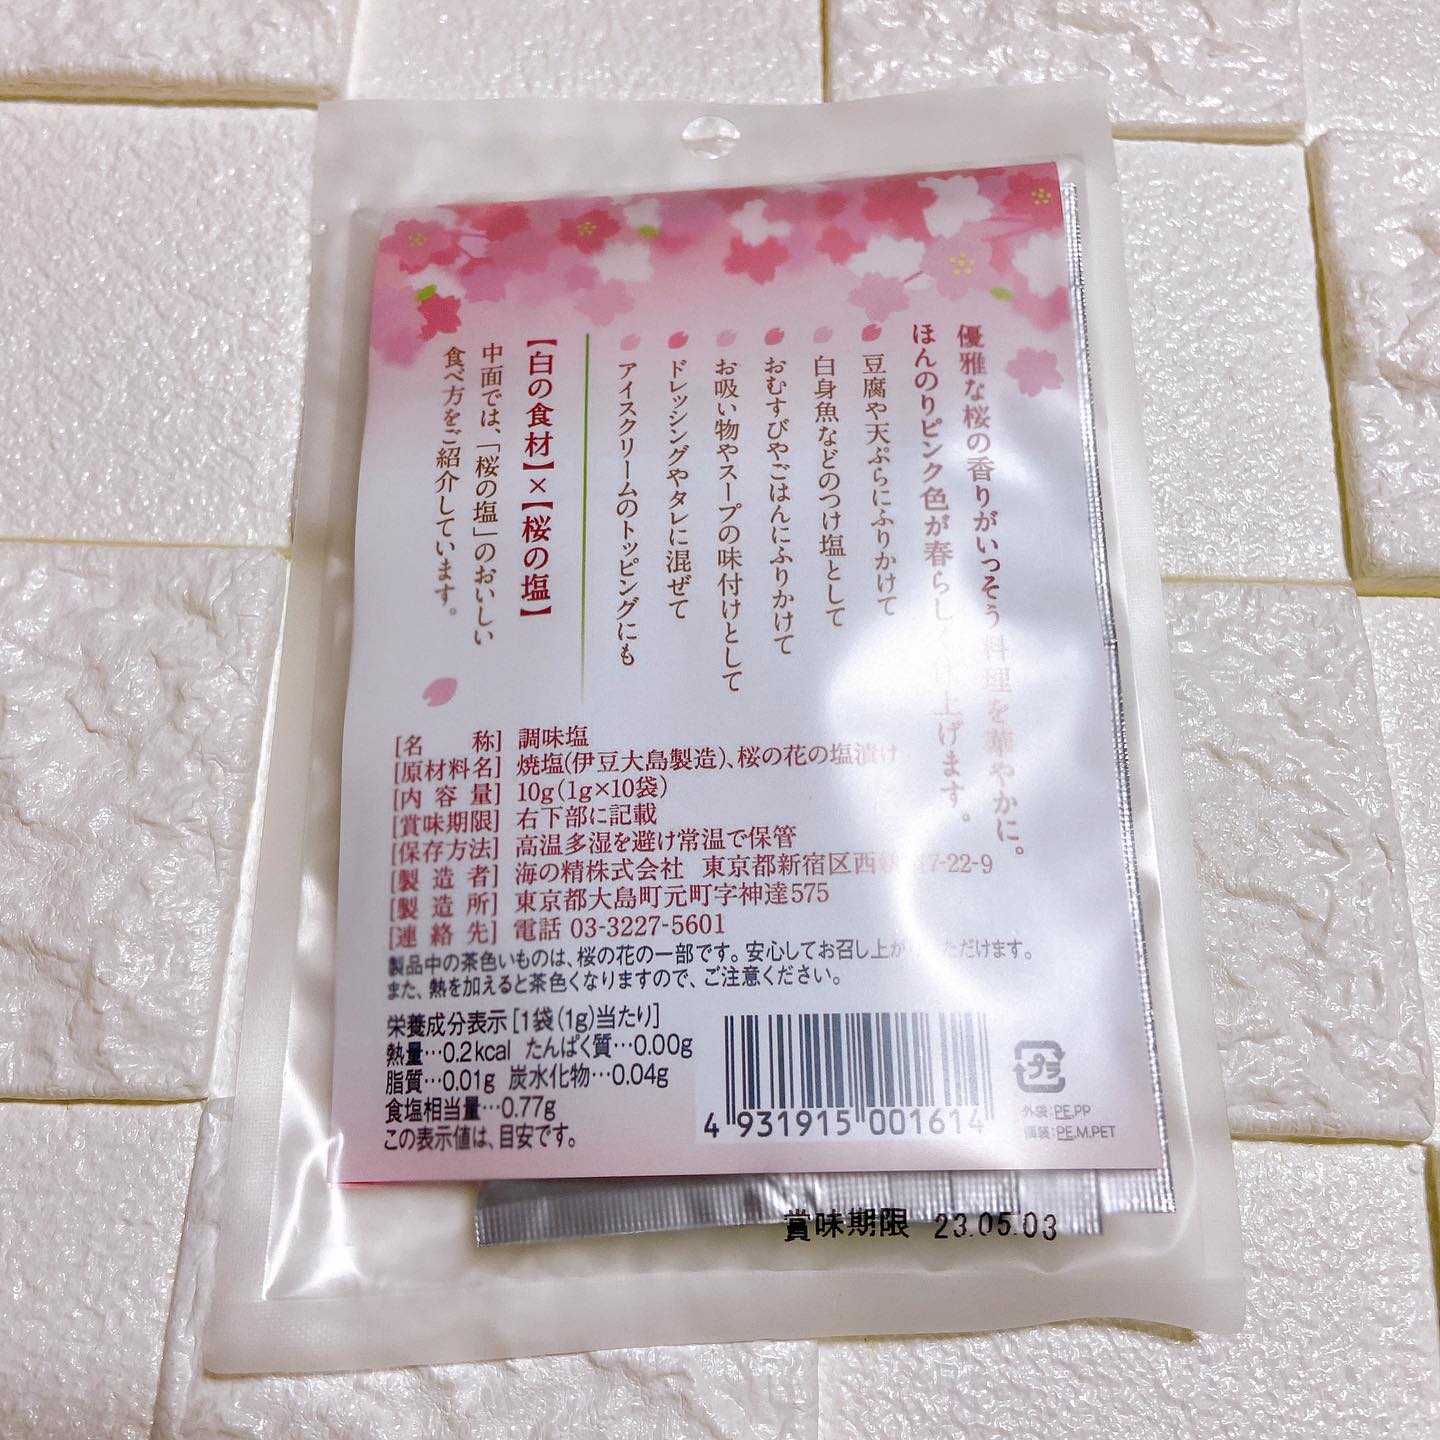 優雅な桜の香りがいっそう料理を華やかに。
ほんのりピンク色が春らしく仕上げます。
豆腐や天ぷらにふりかけて
白身魚などのつけ塩として
おむすびやごはんにふりかけて
お吸い物やスープの味付けとして
ドレッシングやタレに混ぜて
アイスクリームのトッピングにも
【白の食材】×【桜の塩】
中面では、「桜の塩」のおいしい
食べ方をご紹介しています。
[名　　称] 調味塩
[原材料名] 焼塩(伊豆大島製造)、桜の花の塩漬け
[内 容 量] 10g(1g×10袋)
[賞味期限] 右下部に記載
[保存方法] 高温多湿を避け常温で保管
[製 造 者] 海の精株式会社 東京都新宿区西新宿7-22-9
[製 造 所] 東京都大島町元町字神達575
[連 絡 先] 電話 03-3227-5601
製品中の茶色いものは、桜の花の一部です。安心してお召し上がりいただけます。
また、熱を加えると茶色くなりますので、ご注意ください。
栄養成分表示[1袋(1g)当たり]
熱量…0.2kcal たんぱく質…0.00g
脂質…0.01g 炭水化物…0.04g
食塩相当量…0.77g
この表示値は、目安です。
4 931915 001614
プラ
外袋:PE,PP
個装:PE,M,PET
賞味期限 23.05.03